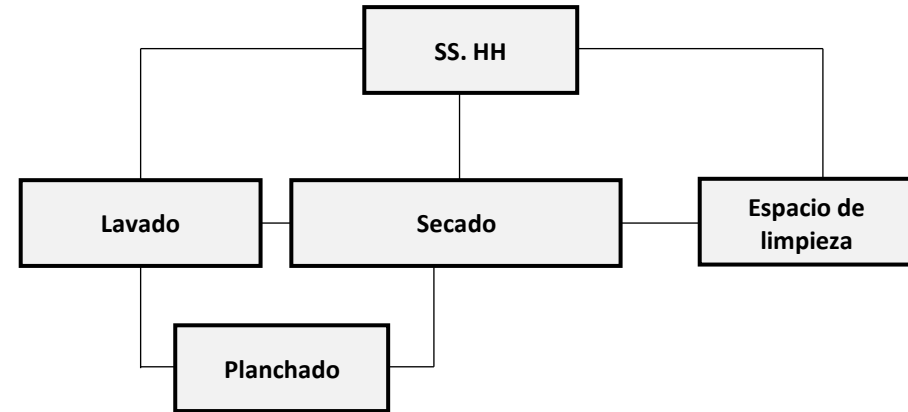 SS. HH
Lavado
Secado
Espacio de
limpieza
Planchado